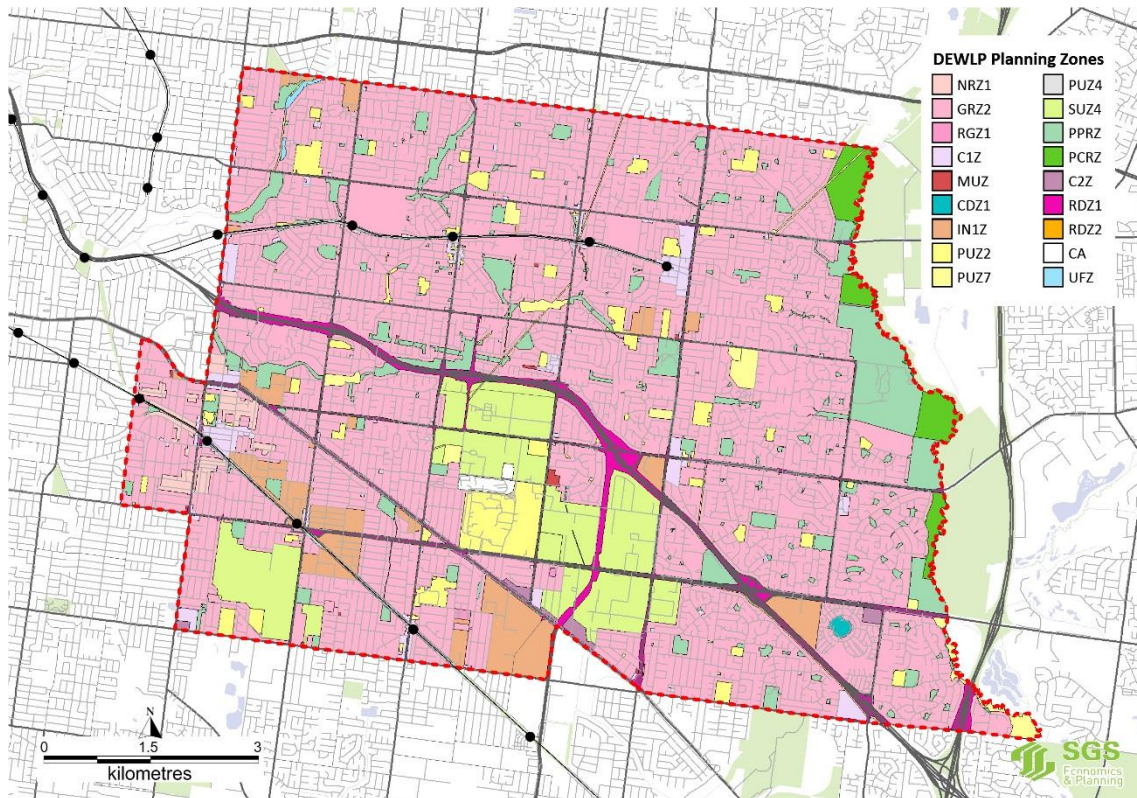 DEWLP Planning Zones
NRZ1
GRZ2
RGZ1
C1Z
MUZ
CDZ1
IN1Z
PUZ2
PUZ7
PUZ4
SUZ4
PPRZ
PCRZ
C2Z
RDZ1
RDZ2
CA
UFZ
N
0 1.5 3
kilometres
SGS
Economics
& Planning